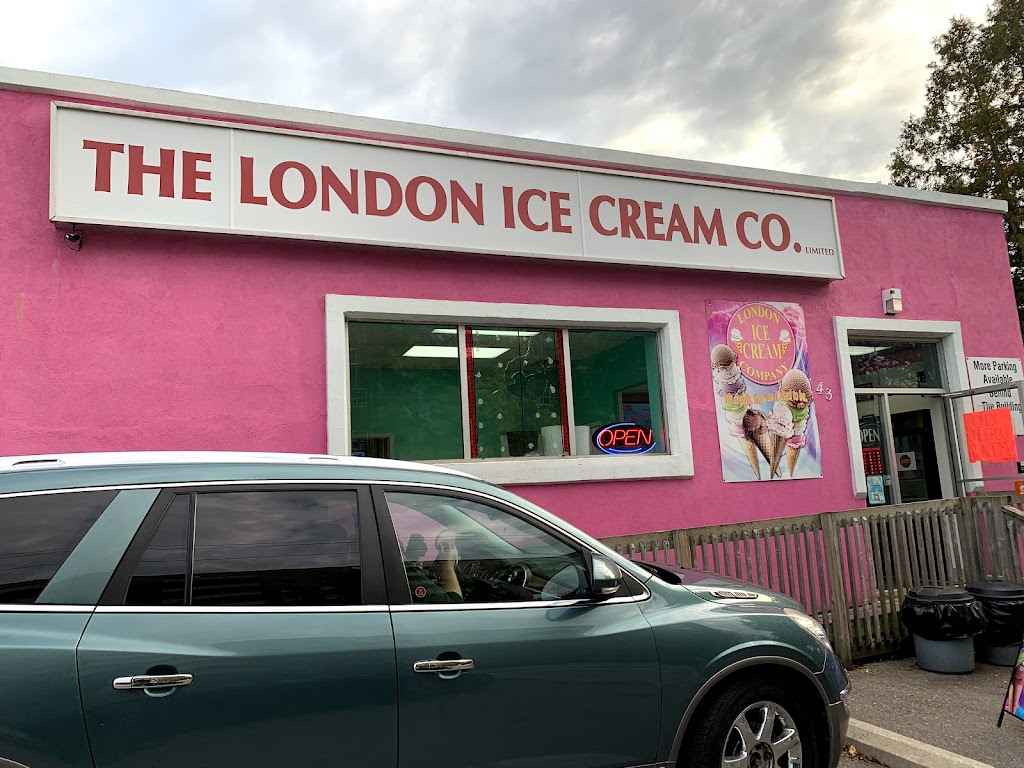 THE LONDON ICE CREAM CO. LIMITED
LONDON
ICE
CREAM
COMPANY
43
OPEN
OPEN
More Parking
Available
Behind
The Building